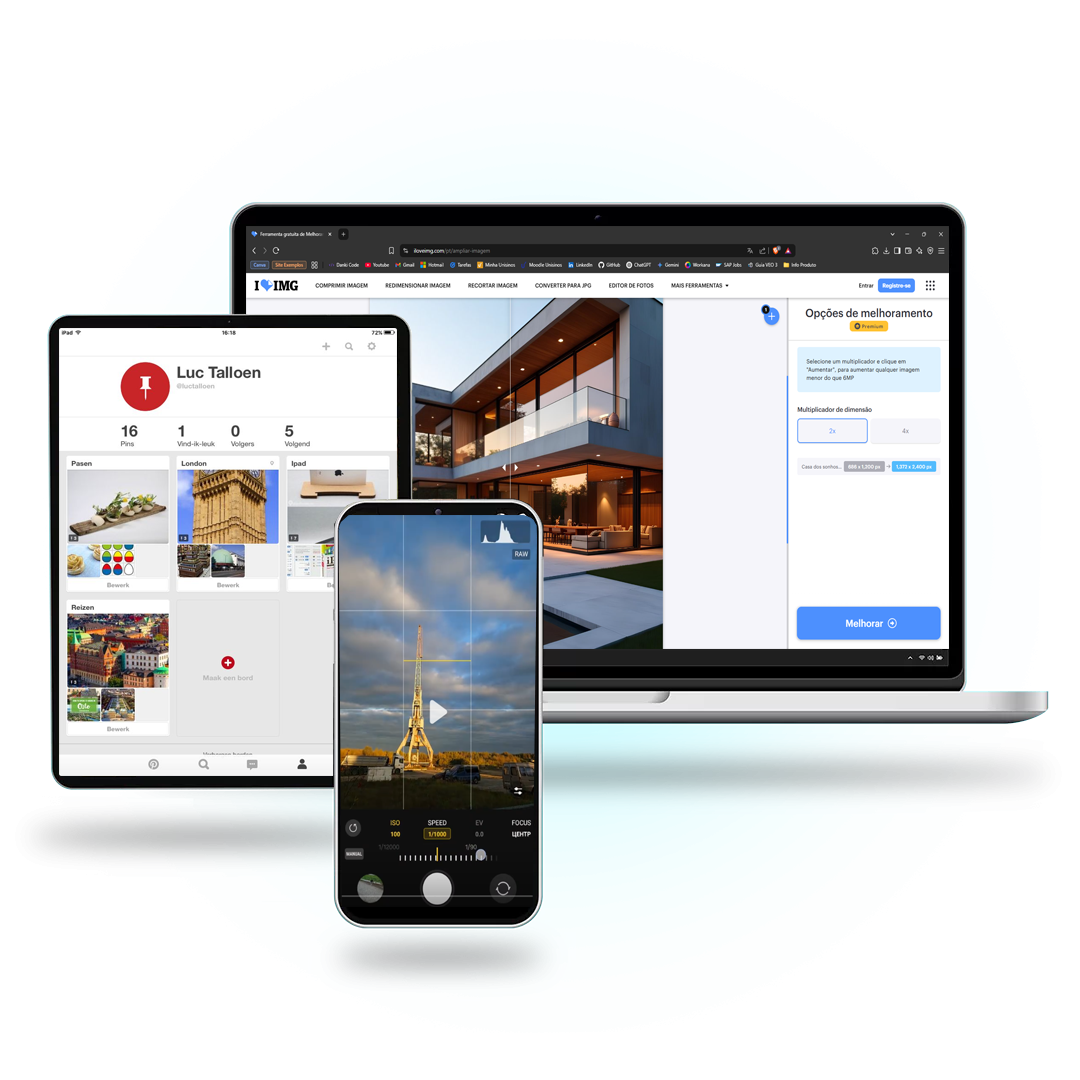 Ferramenta gratuita de Melhor
iloveimg.com/pt/ampliar-imagem
Canva
Site Exemplos
Danki Code
Youtube
Gmail
Hotmail
Tarefas
Minha Unisinos
Moodle Unisinos
LinkedIn
GitHub
ChatGPT
Gemini
Workana
SAP Jobs
Guia VEO 3
Info Produto
I IMG
COMPRIMIR IMAGEM
REDIMENSIONAR IMAGEM
RECORTAR IMAGEM
CONVERTER PARA JPG
EDITOR DE FOTOS
MAIS FERRAMENTAS
Entrar
Registre-se
1
Opções de melhoramento
Premium
Selecione um multiplicador e clique em
"Aumentar", para aumentar qualquer imagem
menor do que 6MP
Multiplicador de dimensão
2x
4x
Casa dos sonhos...
1,372 x 2,400 px
Melhorar
iPad
16:18
72%
Luc Talloen
@luctalloen
16
Pins
1
Vind-ik-leuk
0
Volgers
5
Volgend
Pasen
London
Ipad
Bewerk
Bewerk
Be
Reizen
Maak een bord
Bewerk
RAW
ISO
100
SPEED
1/1000
EV
0.0
FOCUS
ЦЕНТР
MANUAL
1/12000
1/90